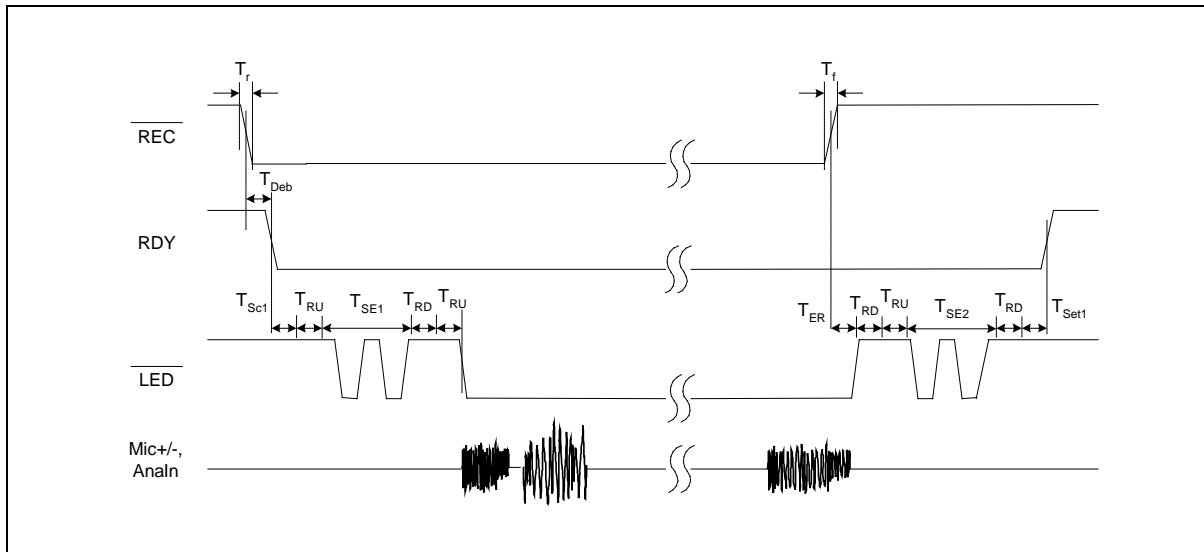 Tr
Tf
REC
TDeb
RDY
TSc1 TRU TSE1 TRD TRU
TER TRD TRU TSE2 TRD TSet1
LED
Mic+/-,
AnaIn